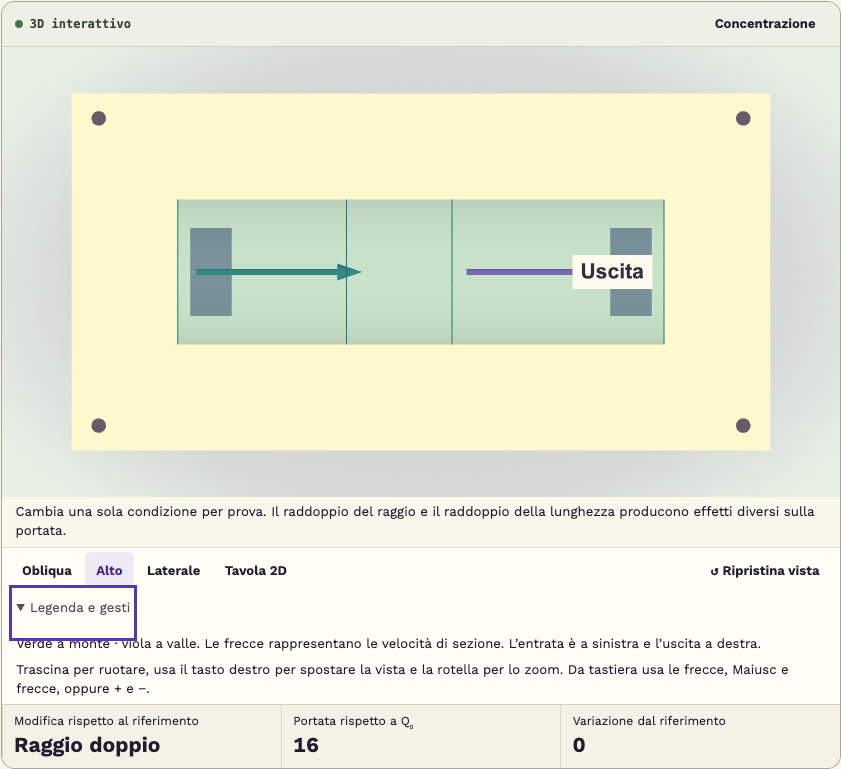 3D interattivo
Concentrazione
Uscita
Cambia una sola condizione per prova. Il raddoppio del raggio e il raddoppio della lunghezza producono effetti diversi sulla
portata.
Obliqua
Alto
Laterale
Tavola 2D
↺ Ripristina vista
▼ Legenda e gesti
Verde a monte · viola a valle. Le frecce rappresentano le velocità di sezione. L’entrata è a sinistra e l’uscita a destra.
Trascina per ruotare, usa il tasto destro per spostare la vista e la rotella per lo zoom. Da tastiera usa le frecce, Maiusc e
frecce, oppure + e −.
Modifica rispetto al riferimento
Raggio doppio
Portata rispetto a Q₀
16
Variazione dal riferimento
0